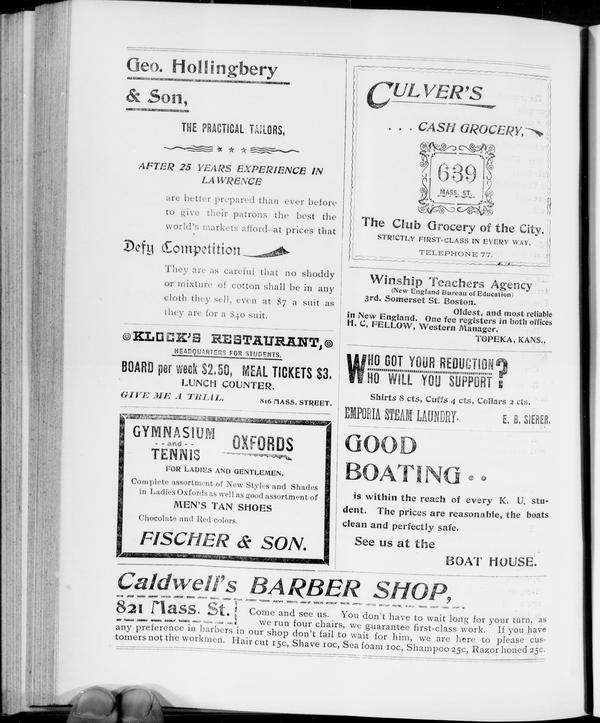 Geo. Hollingbery
& Son,
THE PRACTICAL TAILORS,
AFTER 25 YEARS EXPERIENCE IN
LAWRENCE
are better prepared than ever before
to give their patrons the best the
world's markets afford—at prices that
Defy Competition
They are as careful that no shoddy
or mixture of cotton shall be in any
cloth they sell, even at $7 a suit as
they are for a $40 suit.
KLOCK'S RESTAURANT,
HEADQUARTERS FOR STUDENTS.
BOARD per week $2.50, MEAL TICKETS $3.
LUNCH COUNTER.
GIVE ME A TRIAL. 816 MASS. STREET.
GYMNASIUM
—and—
TENNIS
OXFORDS
FOR LADIES AND GENTLEMEN.
Complete assortment of New Styles and Shades
in Ladies Oxfords as well as good assortment of
MEN'S TAN SHOES
Chocolate and Red colors.
FISCHER & SON.
CULVER'S
. . . CASH GROCERY,
639
MASS. ST.
The Club Grocery of the City.
STRICTLY FIRST-CLASS IN EVERY WAY.
TELEPHONE 77.
Winship Teachers Agency
(New England Bureau of Education)
3rd. Somerset St. Boston.
Oldest, and most reliable
in New England. One fee registers in both offices
H. C, FELLOW, Western Manager.
TOPEKA, KANS.,
WHO GOT YOUR REDUCTION
WHO WILL YOU SUPPORT?
Shirts 8 cts, Cuffs 4 cts, Collars 2 cts.
EMPORIA STEAM LAUNDRY. E. B. SIERER.
GOOD
BOATING . .
is within the reach of every K. U. stu-
dent. The prices are reasonable, the boats
clean and perfectly safe.
See us at the
BOAT HOUSE.
Caldwell's BARBER SHOP,
821 Mass. St. Come and see us. You don't have to wait long for your turn, as
we run four chairs, we guarantee first-class work. If you have
any preference in barbers in our shop don't fail to wait for him, we are here to please cus-
tomers not the workmen. Hair cut 15c, Shave 10c, Sea foam 10c, Shampoo 25c, Razor honed 25c.